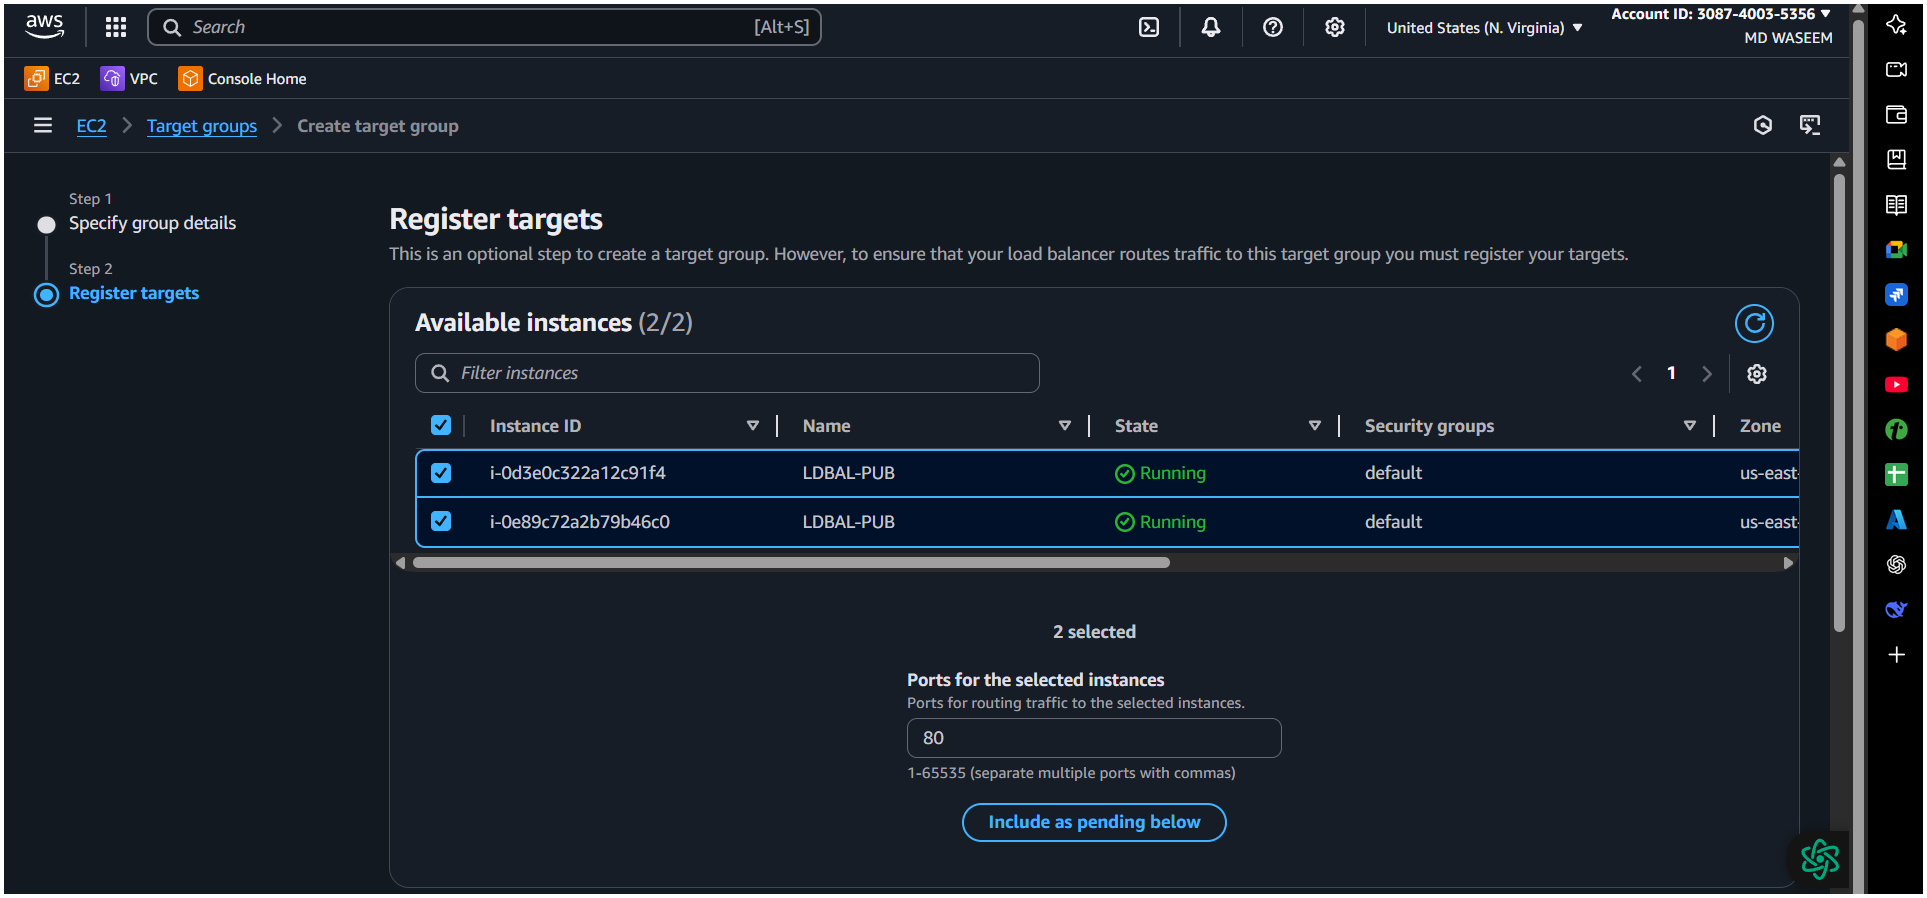 aws
Search [Alt+S]
United States (N. Virginia)
Account ID: 3087-4003-5356
MD WASEEM
EC2 VPC Console Home
EC2 Target groups Create target group
Step 1
Specify group details
Step 2
Register targets
Register targets
This is an optional step to create a target group. However, to ensure that your load balancer routes traffic to this target group you must register your targets.
Available instances (2/2)
Filter instances
1
Instance ID Name State Security groups Zone
i-0d3e0c322a12c91f4 LDBAL-PUB Running default us-east-
i-0e89c72a2b79b46c0 LDBAL-PUB Running default us-east-
2 selected
Ports for the selected instances
Ports for routing traffic to the selected instances.
80
1-65535 (separate multiple ports with commas)
Include as pending below